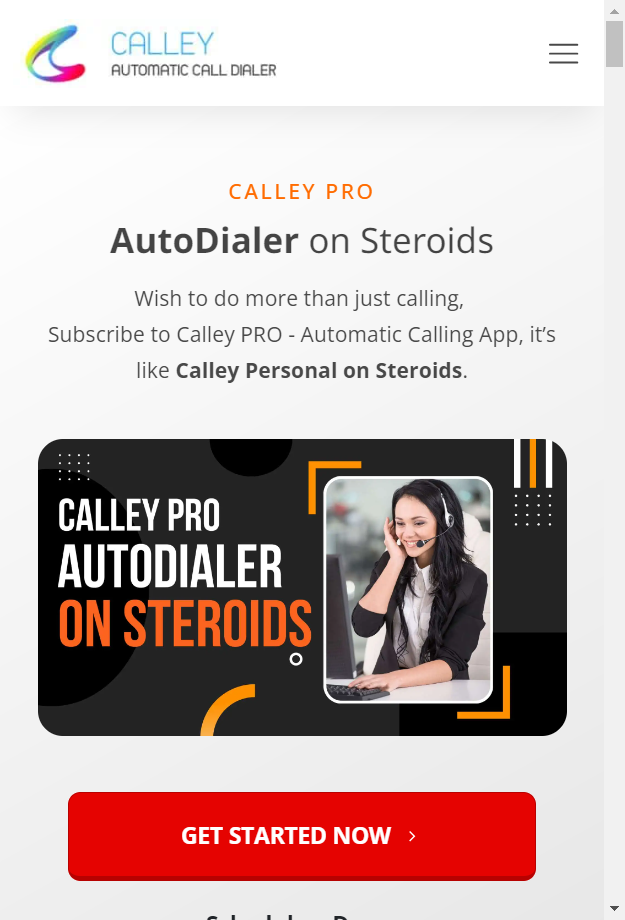 CALLEY
AUTOMATIC CALL DIALER
CALLEY PRO
AutoDialer on Steroids
Wish to do more than just calling,
Subscribe to Calley PRO - Automatic Calling App, it’s
like Calley Personal on Steroids.
CALLEY PRO
AUTODIALER
ON STEROIDS
GET STARTED NOW